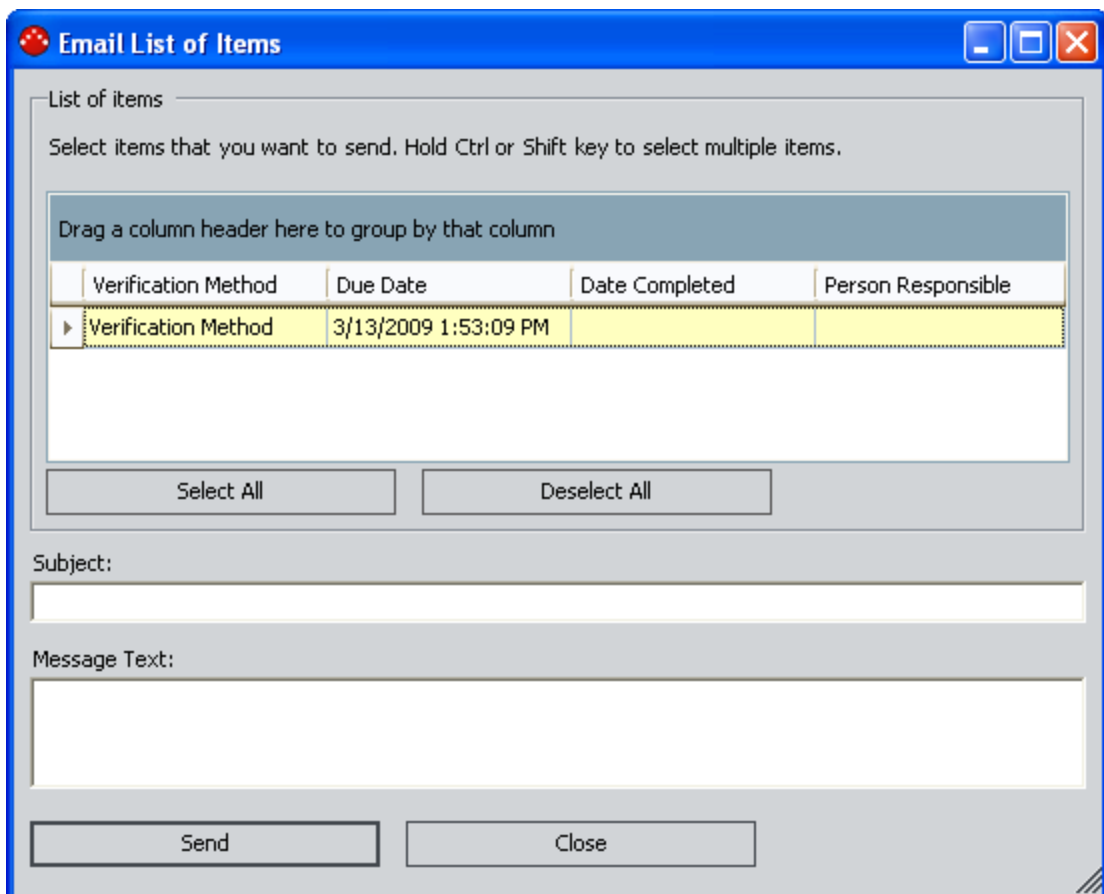 Email List of Items
List of items
Select items that you want to send. Hold Ctrl or Shift key to select multiple items.
Drag a column header here to group by that column
Verification Method Due Date Date Completed Person Responsible
Verification Method 3/13/2009 1:53:09 PM
Select All Deselect All
Subject:
Message Text:
Send Close